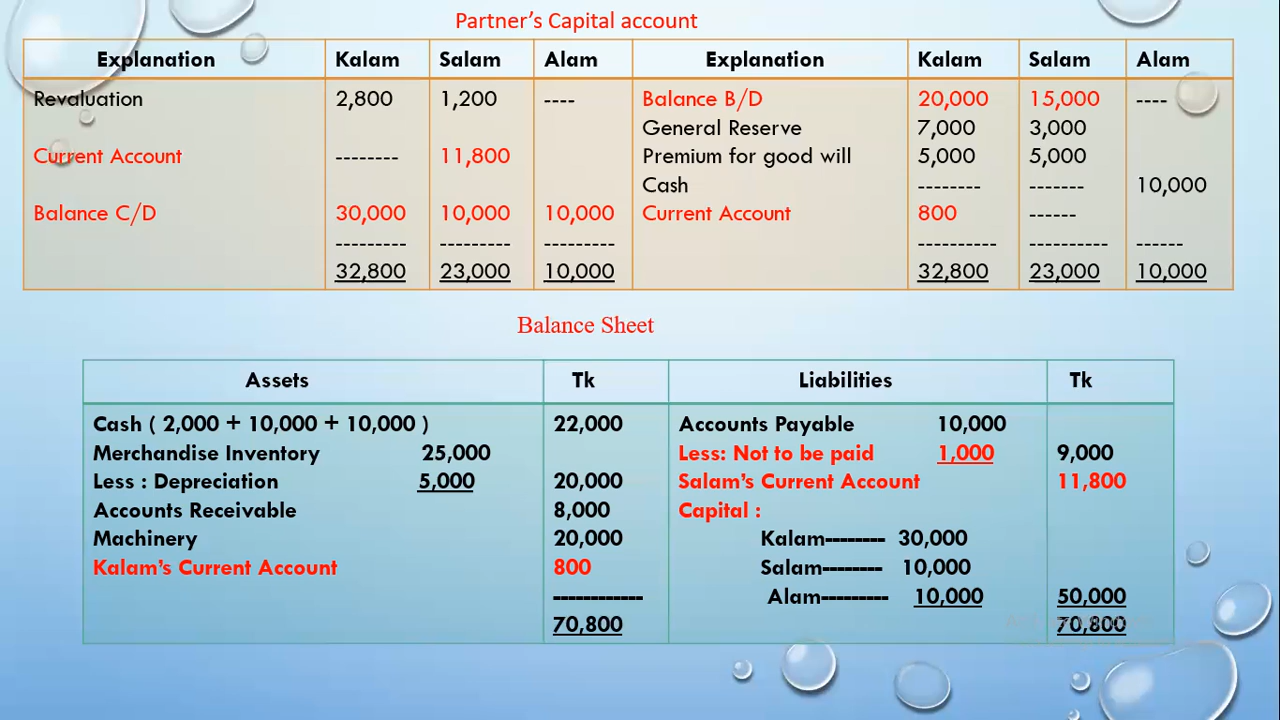 Partner's Capital account
Explanation Kalam Salam Alam Explanation Kalam Salam Alam
Revaluation 2,800 1,200 ---- Balance B/D 20,000 15,000 ----
General Reserve 7,000 3,000
Current Account -------- 11,800 Premium for good will 5,000 5,000
Cash -------- ------- 10,000
Balance C/D 30,000 10,000 10,000 Current Account 800 ------
--------- --------- --------- ---------- ---------- ------
32,800 23,000 10,000 32,800 23,000 10,000
Balance Sheet
Assets Tk Liabilities Tk
Cash ( 2,000 + 10,000 + 10,000 ) 22,000 Accounts Payable 10,000
Merchandise Inventory 25,000 Less: Not to be paid 1,000 9,000
Less : Depreciation 5,000 20,000 Salam's Current Account 11,800
Accounts Receivable 8,000 Capital :
Machinery 20,000 Kalam-------- 30,000
Kalam's Current Account 800 Salam-------- 10,000
------------ Alam--------- 10,000 50,000
70,800 70,800